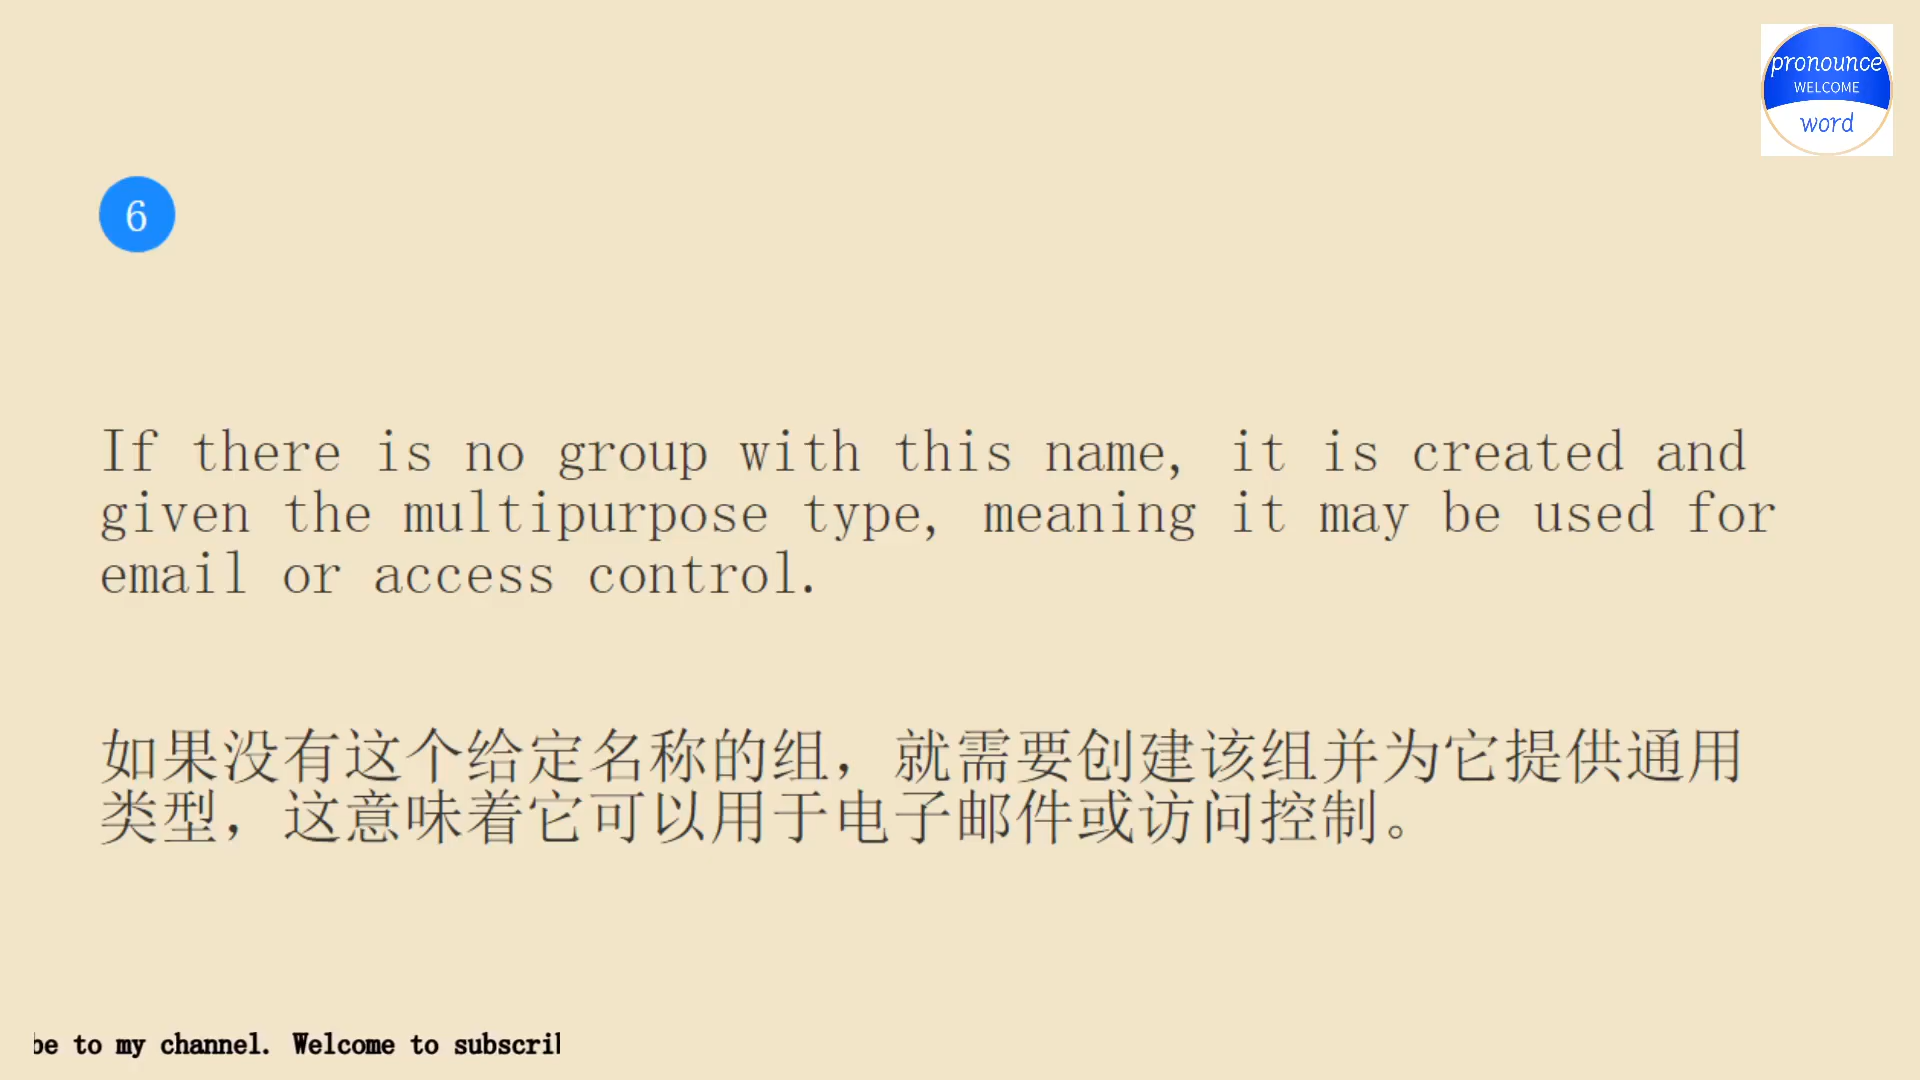 pronounce
WELCOME
word
6
If there is no group with this name, it is created and
given the multipurpose type, meaning it may be used for
email or access control.
如果没有这个给定名称的组，就需要创建该组并为它提供通用
类型，这意味着它可以用于电子邮件或访问控制。
be to my channel. Welcome to subscrib